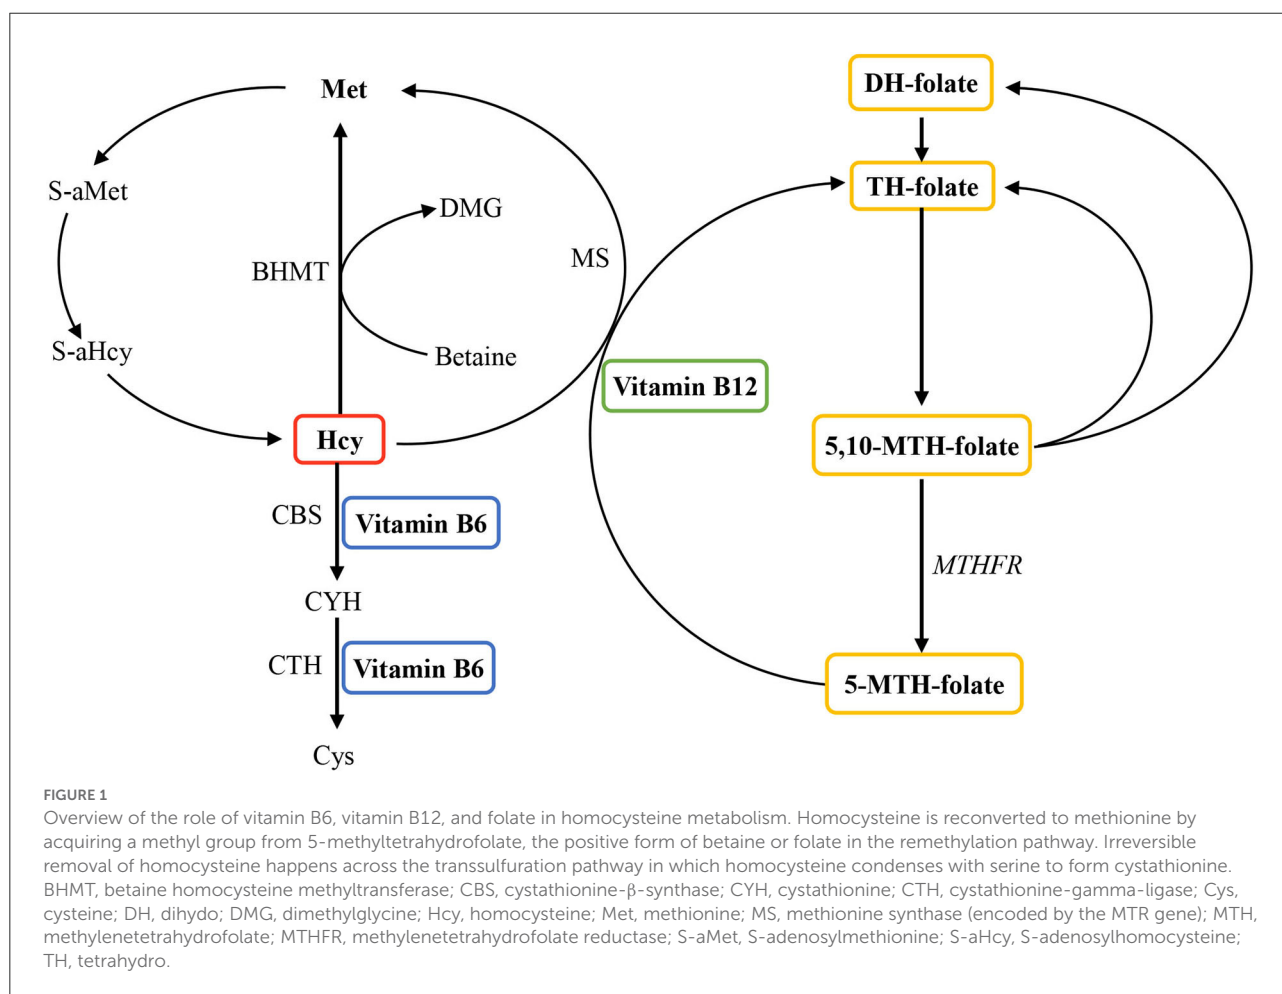 Met
DH-folate
S-aMet
TH-folate
DMG
BHMT
MS
S-aHcy
Betaine
Vitamin B12
Hcy
5,10-MTH-folate
CBS
Vitamin B6
MTHFR
CYH
CTH
Vitamin B6
5-MTH-folate
Cys
FIGURE 1
Overview of the role of vitamin B6, vitamin B12, and folate in homocysteine metabolism. Homocysteine is reconverted to methionine by
acquiring a methyl group from 5-methyltetrahydrofolate, the positive form of betaine or folate in the remethylation pathway. Irreversible
removal of homocysteine happens across the transsulfuration pathway in which homocysteine condenses with serine to form cystathionine.
BHMT, betaine homocysteine methyltransferase; CBS, cystathionine-β-synthase; CYH, cystathionine; CTH, cystathionine-gamma-ligase; Cys,
cysteine; DH, dihydo; DMG, dimethylglycine; Hcy, homocysteine; Met, methionine; MS, methionine synthase (encoded by the MTR gene); MTH,
methylenetetrahydrofolate; MTHFR, methylenetetrahydrofolate reductase; S-aMet, S-adenosylmethionine; S-aHcy, S-adenosylhomocysteine;
TH, tetrahydro.